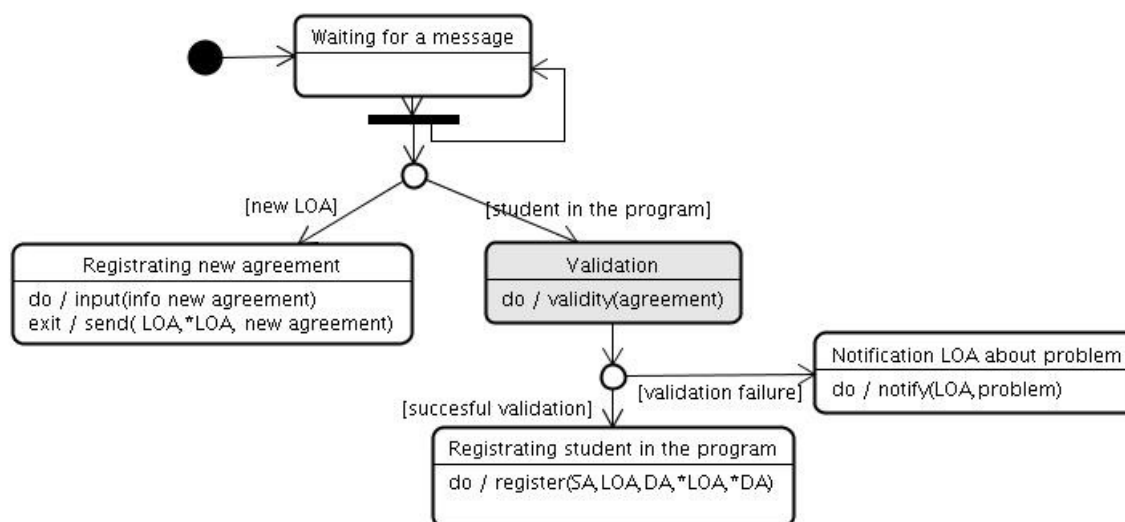 Waiting for a message
[new LOA]
[student in the program]
Registrating new agreement
do / input(info new agreement)
exit / send( LOA,*LOA, new agreement)
Validation
do / validity(agreement)
Notification LOA about problem
do / notify(LOA,problem)
[validation failure]
[succesful validation]
Registrating student in the program
do / register(SA,LOA,DA,*LOA,*DA)